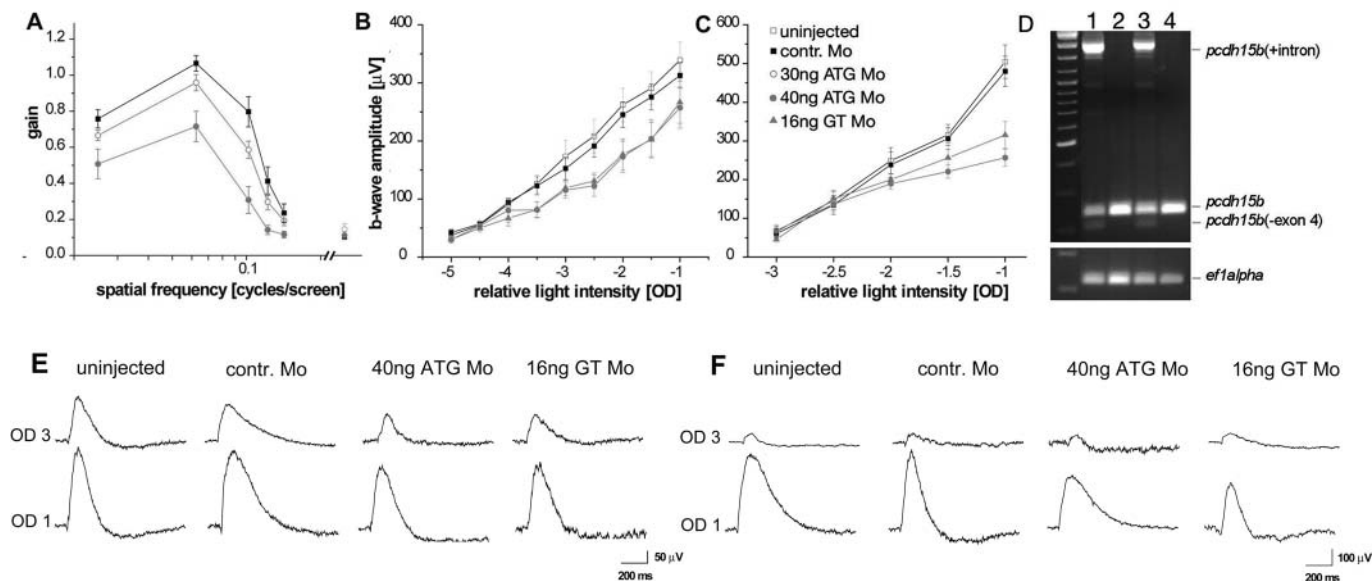 A
gain
1.2
1.0
0.8
0.6
0.4
0.2
0.0
0.1
spatial frequency [cycles/screen]
B
b-wave amplitude [µV]
400
300
200
100
0
-5
-4
-3
-2
-1
relative light intensity [OD]
C
600
500
400
300
200
100
0
uninjected
contr. Mo
30ng ATG Mo
40ng ATG Mo
16ng GT Mo
-3
-2.5
-2
-1.5
-1
relative light intensity [OD]
D
1 2 3 4
pcdh15b(+intron)
pcdh15b
pcdh15b(-exon 4)
ef1alpha
E
uninjected contr. Mo 40ng ATG Mo 16ng GT Mo
OD 3
OD 1
50 µV
200 ms
F
uninjected contr. Mo 40ng ATG Mo 16ng GT Mo
OD 3
OD 1
100 µV
200 ms